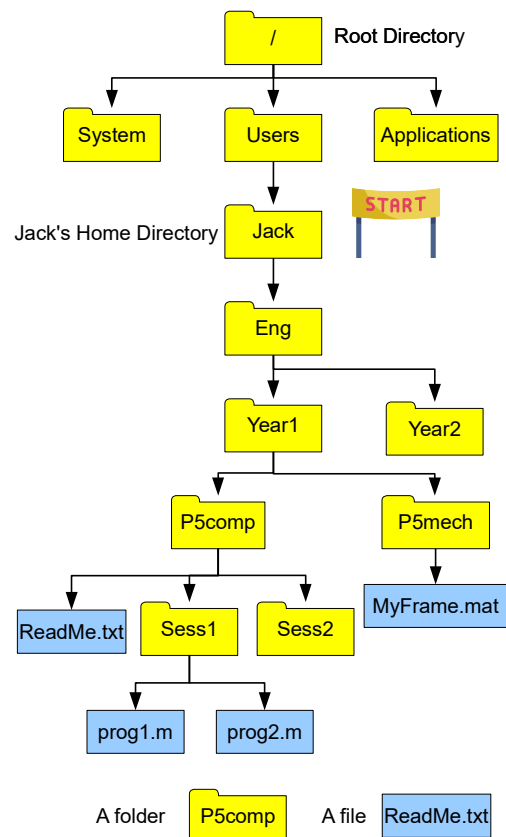 /
Root Directory
System
Users
Applications
START
Jack's Home Directory
Jack
Eng
Year1
Year2
P5comp
P5mech
ReadMe.txt
Sess1
Sess2
MyFrame.mat
prog1.m
prog2.m
A folder
P5comp
A file
ReadMe.txt